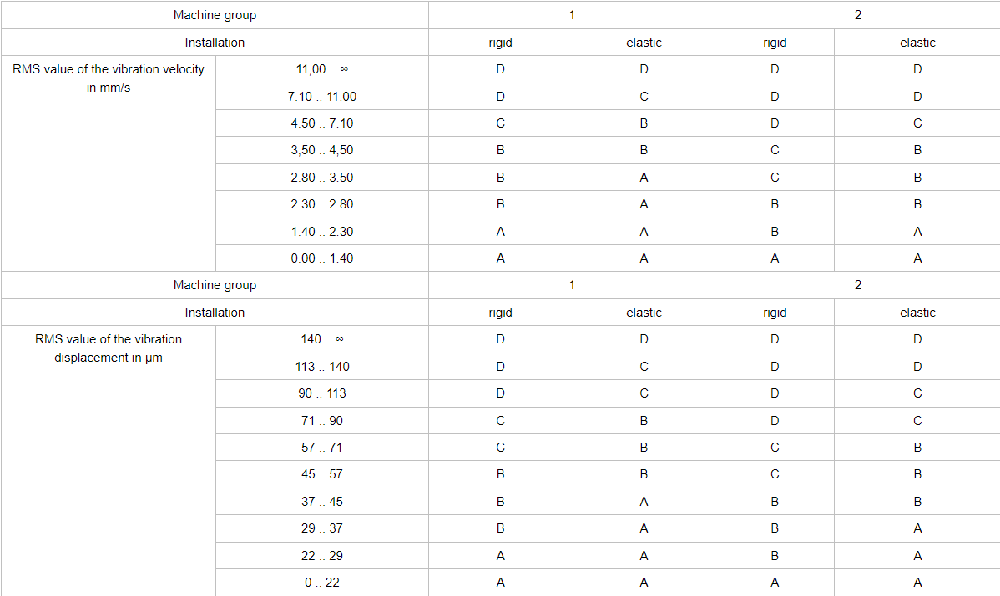 Machine group 1 2
Installation rigid elastic rigid elastic
RMS value of the vibration velocity
in mm/s
11,00 .. ∞ D D D D
7.10 .. 11.00 D C D D
4.50 .. 7.10 C B D C
3,50 .. 4,50 B B C B
2.80 .. 3.50 B A C B
2.30 .. 2.80 B A B B
1.40 .. 2.30 A A B A
0.00 .. 1.40 A A A A
Machine group 1 2
Installation rigid elastic rigid elastic
RMS value of the vibration
displacement in µm
140 .. ∞ D D D D
113 .. 140 D C D D
90 .. 113 D C D C
71 .. 90 C B D C
57 .. 71 C B C B
45 .. 57 B B C B
37 .. 45 B A B B
29 .. 37 B A B A
22 .. 29 A A B A
0 .. 22 A A A A